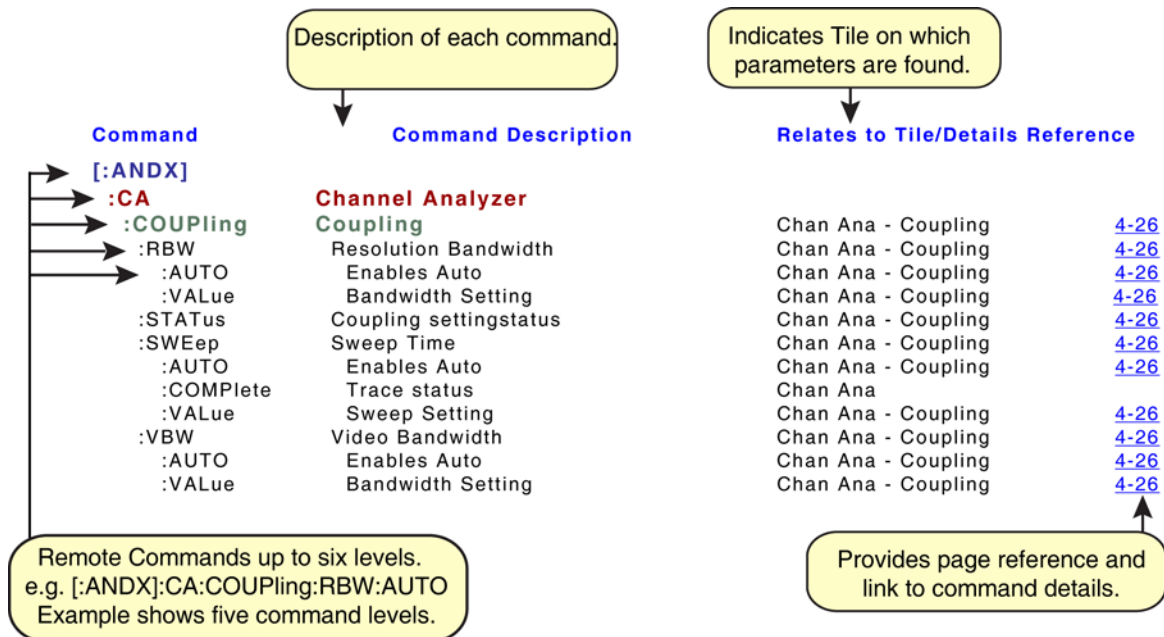 Description of each command.
Indicates Tile on which
parameters are found.
Command Command Description Relates to Tile/Details Reference
[:ANDX]
:CA Channel Analyzer
:COUPling Coupling Chan Ana - Coupling 4-26
:RBW Resolution Bandwidth Chan Ana - Coupling 4-26
:AUTO Enables Auto Chan Ana - Coupling 4-26
:VALue Bandwidth Setting Chan Ana - Coupling 4-26
:STATus Coupling settingstatus Chan Ana - Coupling 4-26
:SWEep Sweep Time Chan Ana - Coupling 4-26
:AUTO Enables Auto Chan Ana - Coupling 4-26
:COMPlete Trace status Chan Ana
:VALue Sweep Setting Chan Ana - Coupling 4-26
:VBW Video Bandwidth Chan Ana - Coupling 4-26
:AUTO Enables Auto Chan Ana - Coupling 4-26
:VALue Bandwidth Setting Chan Ana - Coupling 4-26
Remote Commands up to six levels.
e.g. [:ANDX]:CA:COUPling:RBW:AUTO
Example shows five command levels.
Provides page reference and
link to command details.